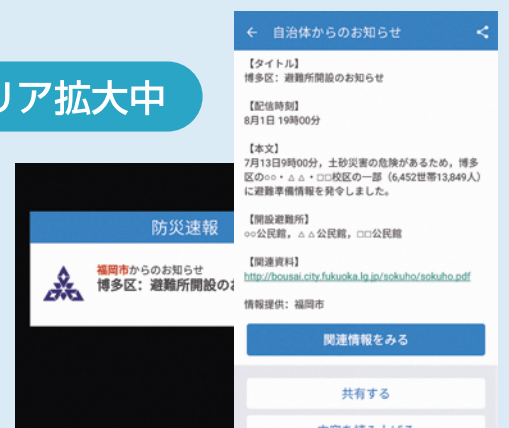 リア拡大中
防災速報
福岡市からのお知らせ
博多区：避難所開設のお
自治体からのお知らせ
【タイトル】
博多区：避難所開設のお知らせ
【配信時刻】
8月1日 19時00分
【本文】
7月13日9時00分，土砂災害の危険があるため，博多
区の○○・△△・□□校区の一部（6,452世帯13,849人）
に避難準備情報を発令しました。
【開設避難所】
○○公民館，△△公民館，□□公民館
【関連資料】
http://bousai.city.fukuoka.lg.jp/sokuho/sokuho.pdf
情報提供：福岡市
関連情報をみる
共有する